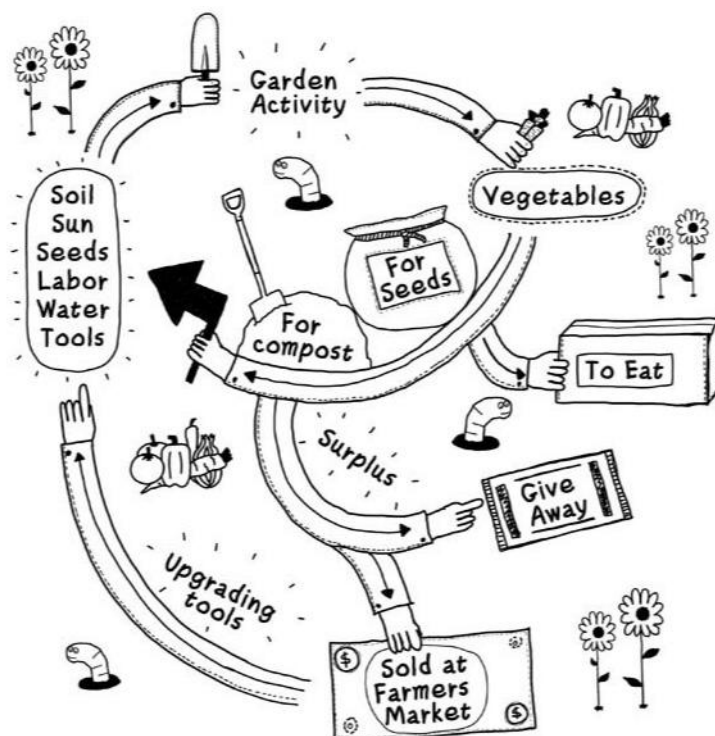 Garden
Activity
Soil
Sun
Seeds
Labor
Water
Tools
Vegetables
For
Seeds
For
compost
To Eat
Surplus
Give
Away
Upgrading
tools
$
Sold at
Farmers
Market
$